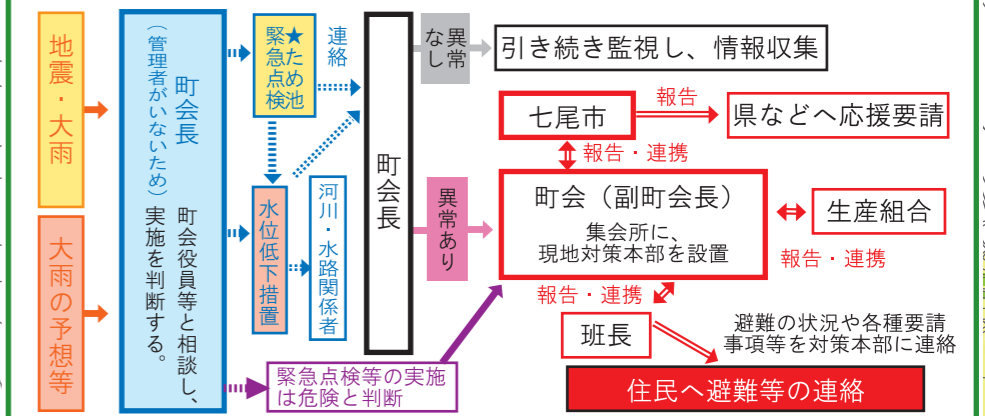 地震・大雨
大雨の予想等
町会長
(管理者がいないため)
町会役員等と相談し、
実施を判断する。
★ため池
緊急点検
連絡
水位低下措置
河川・水路関係者
緊急点検等の実施
は危険と判断
町会長
異常
なし
引き続き監視し、情報収集
異常あり
七尾市
報告
県などへ応援要請
報告・連携
町会（副町会長）
集会所に、
現地対策本部を設置
生産組合
報告・連携
報告・連携
班長
避難の状況や各種要請
事項等を対策本部に連絡
住民へ避難等の連絡